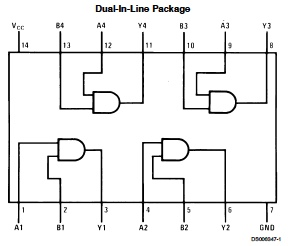 Dual-In-Line Package
VCC B4 A4 Y4 B3 A3 Y3
14 13 12 11 10 9 8
1 2 3 4 5 6 7
A1 B1 Y1 A2 B2 Y2 GND
DS006347-1